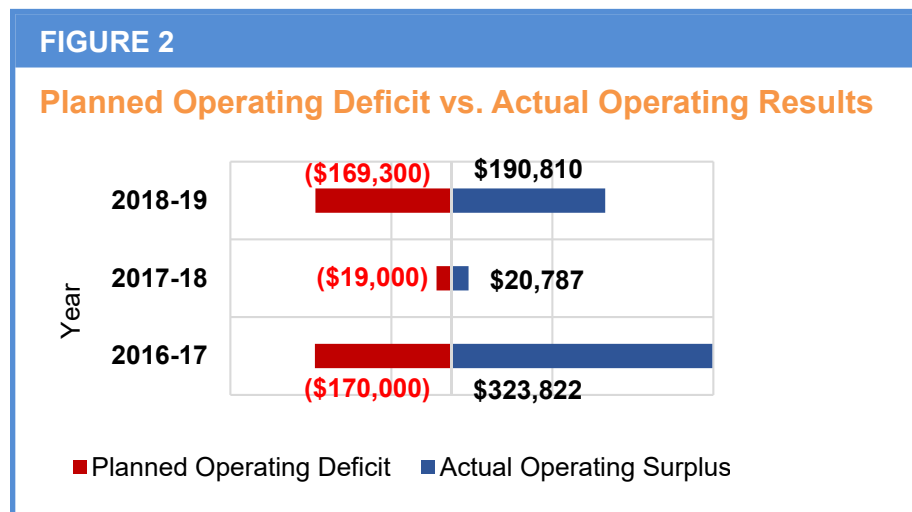 FIGURE 2
Planned Operating Deficit vs. Actual Operating Results
2018-19 ($169,300) $190,810
2017-18 ($19,000) $20,787
2016-17 ($170,000) $323,822
Year
Planned Operating Deficit Actual Operating Surplus